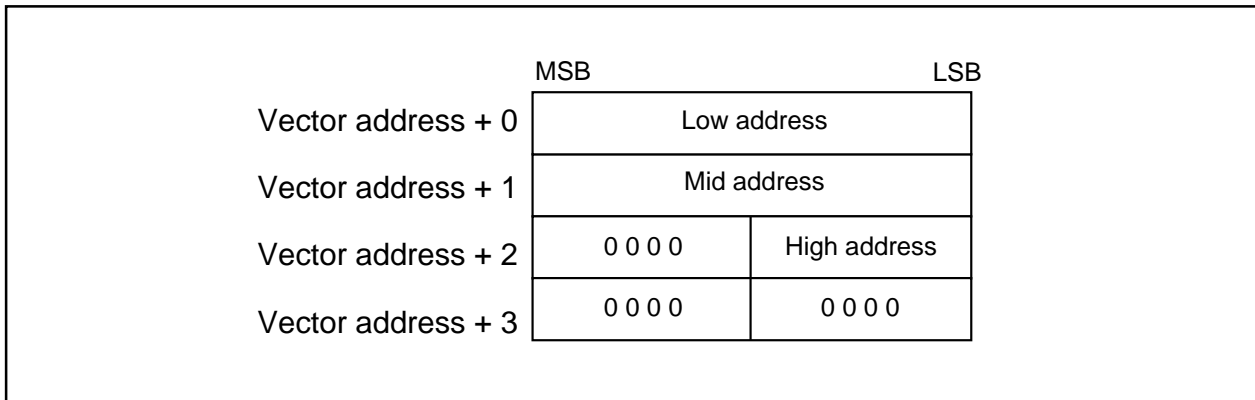 MSB LSB
Vector address + 0 Low address
Vector address + 1 Mid address
Vector address + 2 0 0 0 0 High address
Vector address + 3 0 0 0 0 0 0 0 0